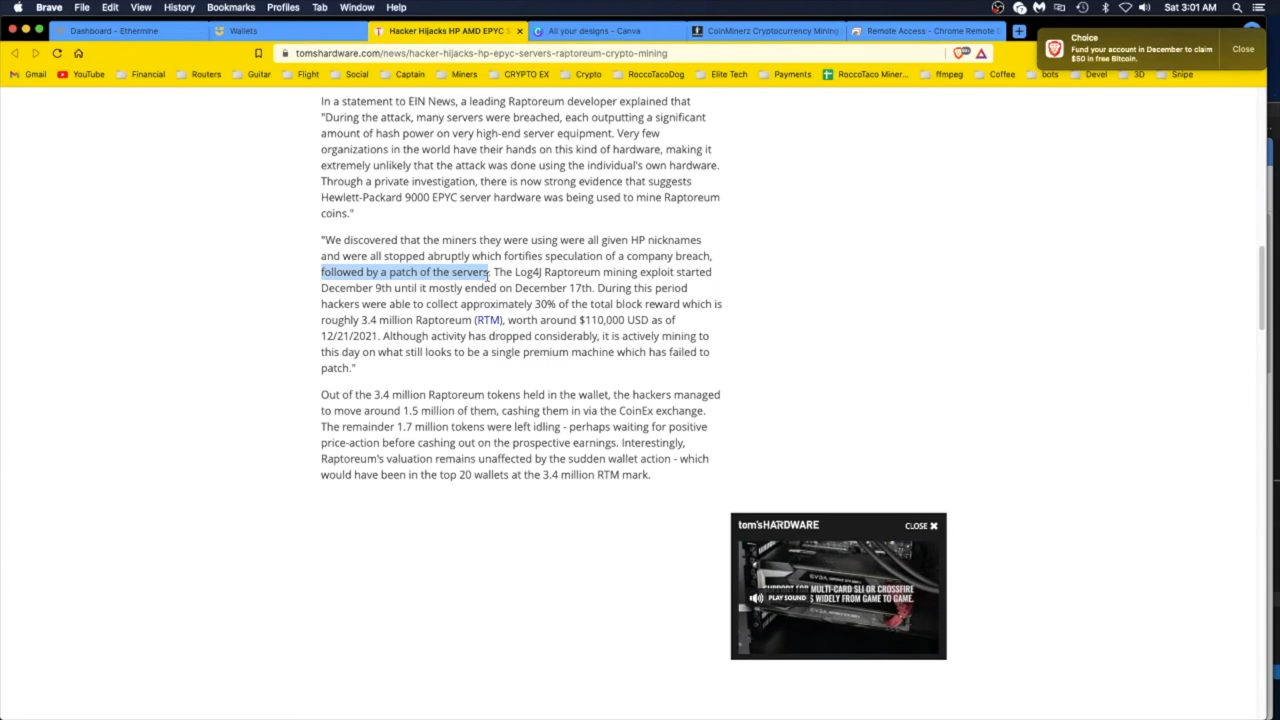 Brave File Edit View History Bookmarks Profiles Tab Window Help
Sat 3:01 AM
Dashboard - Ethermine
Wallets
Hacker Hijacks HP AMD EPYC S
All your designs - Canva
CoinMinerz Cryptocurrency Mining
Remote Access - Chrome Remote D
tomshardware.com/news/hacker-hijacks-hp-epyc-servers-raptoreum-crypto-mining
Choice
Fund your account in December to claim
$50 in free Bitcoin.
Close
Gmail YouTube Financial Routers Guitar Flight Social Captain Miners CRYPTO EX Crypto RoccoTacoDog Elite Tech Payments RoccoTaco Miner... ffmpeg Coffee bots Devel 3D Snipe
In a statement to EIN News, a leading Raptoreum developer explained that
"During the attack, many servers were breached, each outputting a significant
amount of hash power on very high-end server equipment. Very few
organizations in the world have their hands on this kind of hardware, making it
extremely unlikely that the attack was done using the individual's own hardware.
Through a private investigation, there is now strong evidence that suggests
Hewlett-Packard 9000 EPYC server hardware was being used to mine Raptoreum
coins."
"We discovered that the miners they were using were all given HP nicknames
and were all stopped abruptly which fortifies speculation of a company breach,
followed by a patch of the servers. The Log4J Raptoreum mining exploit started
December 9th until it mostly ended on December 17th. During this period
hackers were able to collect approximately 30% of the total block reward which is
roughly 3.4 million Raptoreum (RTM), worth around $110,000 USD as of
12/21/2021. Although activity has dropped considerably, it is actively mining to
this day on what still looks to be a single premium machine which has failed to
patch."
Out of the 3.4 million Raptoreum tokens held in the wallet, the hackers managed
to move around 1.5 million of them, cashing them in via the CoinEx exchange.
The remainder 1.7 million tokens were left idling - perhaps waiting for positive
price-action before cashing out on the prospective earnings. Interestingly,
Raptoreum's valuation remains unaffected by the sudden wallet action - which
would have been in the top 20 wallets at the 3.4 million RTM mark.
tom'sHARDWARE
CLOSE ✖
EVGA
SUPPORT FOR MULTI-CARD SLI OR CROSSFIRE
PLAY SOUND
WIDELY FROM GAME TO GAME.
EVGA